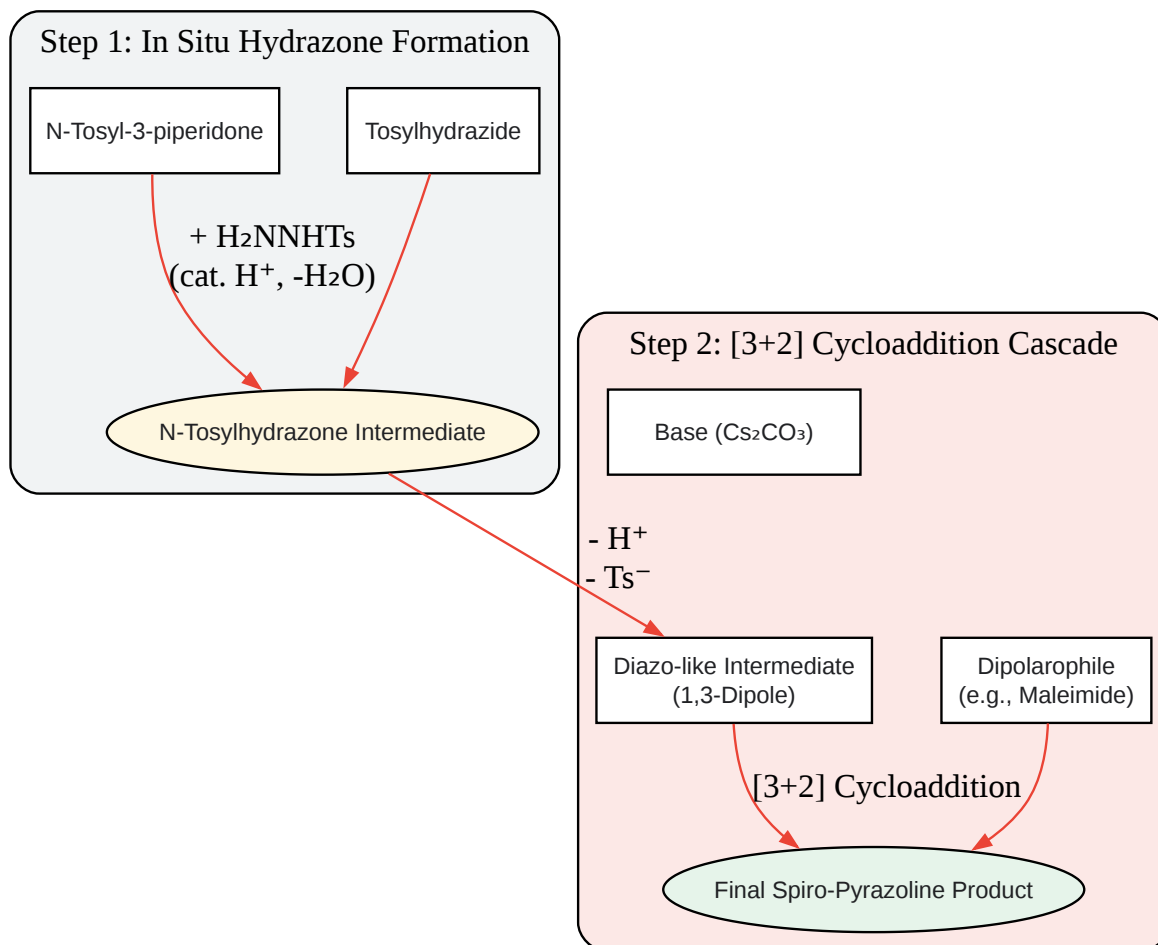 Step 1: In Situ Hydrazone Formation
N-Tosyl-3-piperidone
Tosylhydrazide
+ H₂NNHTs
(cat. H⁺, -H₂O)
N-Tosylhydrazone Intermediate
Step 2: [3+2] Cycloaddition Cascade
Base (Cs₂CO₃)
- H⁺
- Ts⁻
Diazo-like Intermediate
(1,3-Dipole)
Dipolarophile
(e.g., Maleimide)
[3+2] Cycloaddition
Final Spiro-Pyrazoline Product